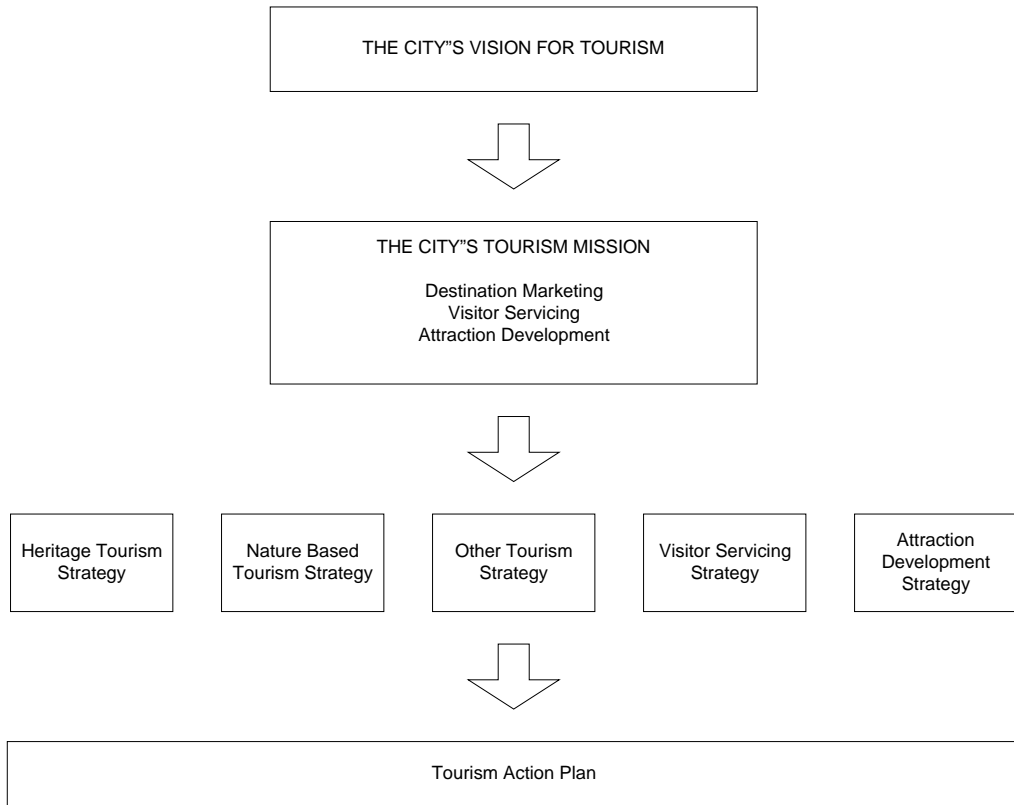 THE CITY”S VISION FOR TOURISM
THE CITY”S TOURISM MISSION
Destination Marketing
Visitor Servicing
Attraction Development
Heritage Tourism
Strategy
Nature Based
Tourism Strategy
Other Tourism
Strategy
Visitor Servicing
Strategy
Attraction
Development
Strategy
Tourism Action Plan